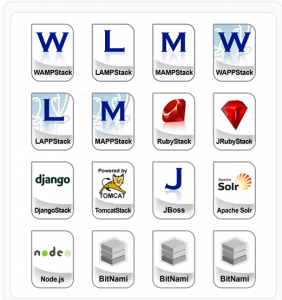 W L M W
WAMPStack LAMPStack MAMPStack WAPPStack
L M
LAPPStack MAPPStack RubyStack JRubyStack
django Powered by TOMCAT J Apache Solr
DjangoStack TomcatStack JBoss Apache Solr
node
Node.js BitNami BitNami BitNami